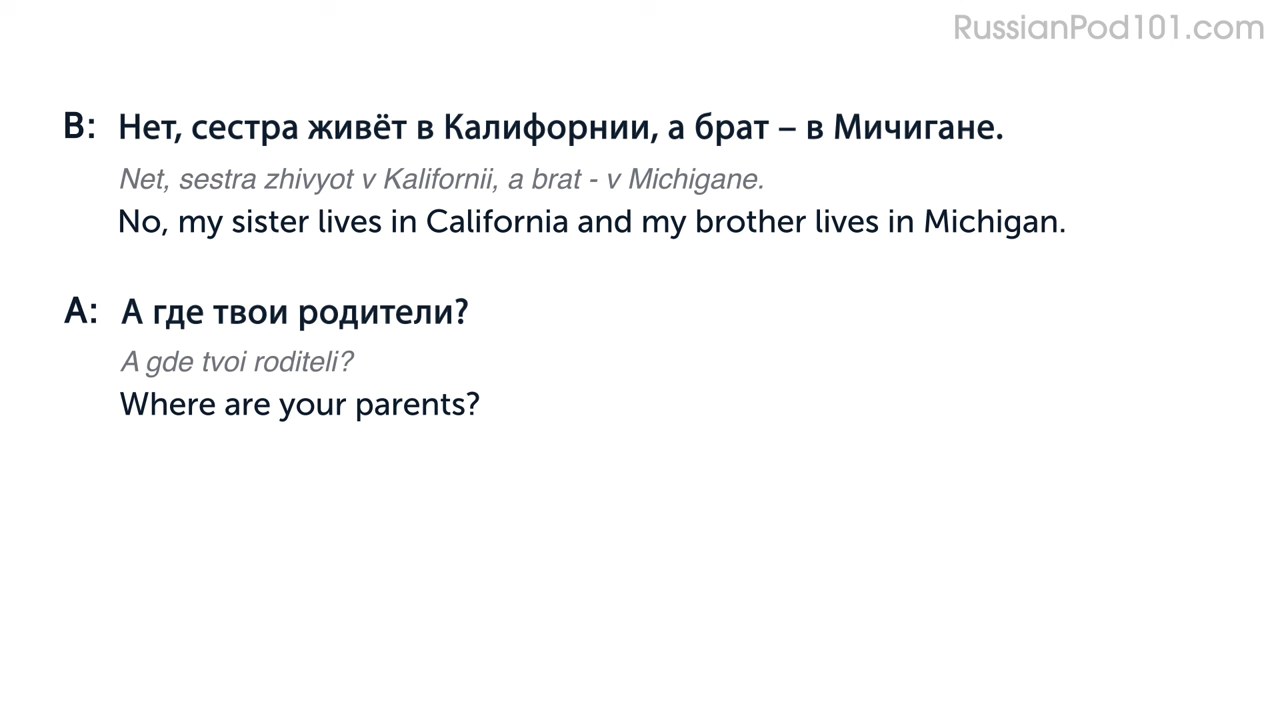 RussianPod101.com
B: Нет, сестра живёт в Калифорнии, а брат – в Мичигане.
Net, sestra zhivyot v Kalifornii, a brat - v Michigane.
No, my sister lives in California and my brother lives in Michigan.
A: А где твои родители?
A gde tvoi roditeli?
Where are your parents?